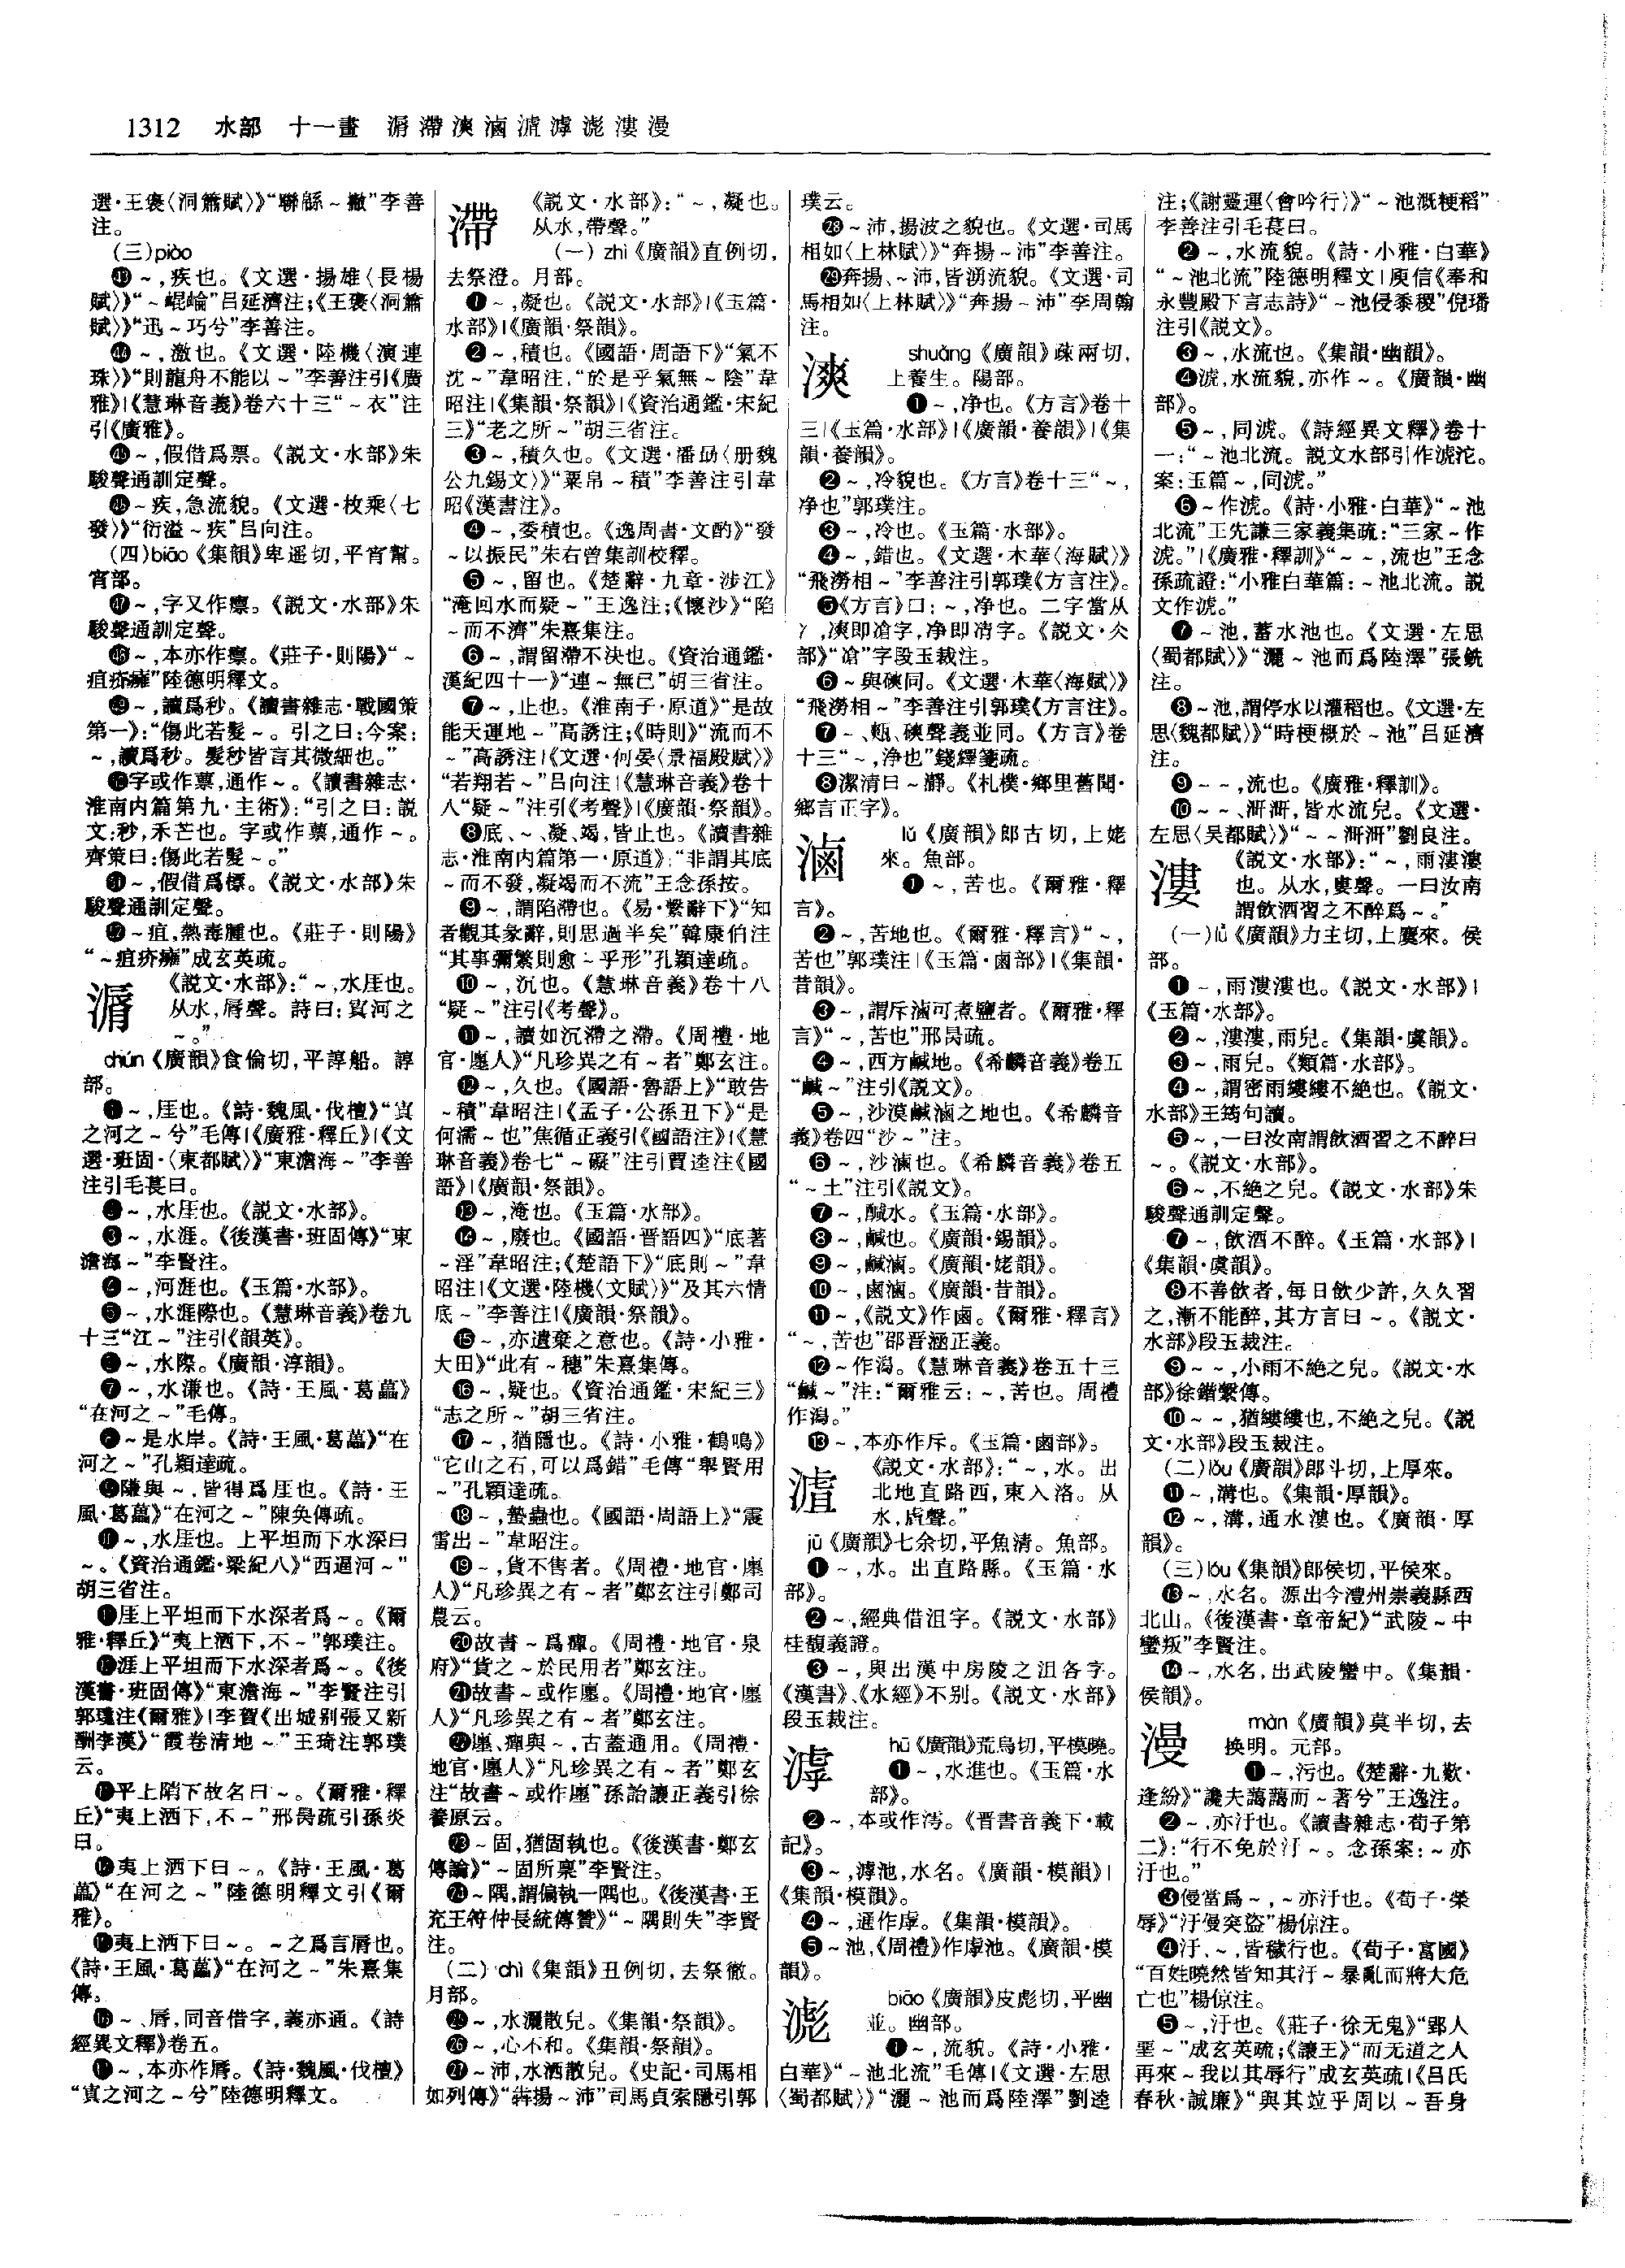 1312 水部 十一畫 漘滯漺滷滮滹滮漊漫
選·王褒〈洞簫賦〉》“聯緜～撇”李善
注。
(三)piào
㊸～,疾也。《文選·揚雄〈長楊
賦〉》“～崐崘”呂延濟注;《王褒〈洞簫
賦〉》“迅～巧兮”李善注。
㊹～,激也。《文選·陸機〈演連
珠〉》“則龍舟不能以～”李善注引《廣
雅》|《慧琳音義》卷六十三“～衣”注
引《廣雅》。
㊺～,假借爲票。《説文·水部》朱
駿聲通訓定聲。
㊻～疾,急流貌。《文選·枚乘〈七
發〉》“衍溢～疾”呂向注。
(四)biāo《集韻》卑遥切,平宵幫。
宵部。
㊼～,字又作瘭。《説文·水部》朱
駿聲通訓定聲。
㊽～,本亦作瘭。《莊子·則陽》“～
疽疥癰”陸德明釋文。
㊾～,讀爲秒。《讀書雜志·戰國策
第一》:“傷此若髮～。引之曰:今案:
～,讀爲秒。髮秒皆言其微細也。”
㊿字或作蔈,通作～。《讀書雜志·
淮南内篇第九·主術》:“引之曰:説
文:秒,禾芒也。字或作蔈,通作～。
齊策曰:傷此若髮～。”
～,假借爲標。《説文·水部》朱
駿聲通訓定聲。
～疽,熱毒腫也。《莊子·則陽》
“～疽疥癰”成玄英疏。
漘
《説文·水部》:“～,水厓也。
从水,脣聲。詩曰:寘河之
～。”
chún《廣韻》食倫切,平諄船。諄
部。
❶～,厓也。《詩·魏風·伐檀》“寘
之河之～兮”毛傳|《廣雅·釋丘》|《文
選·班固·〈東都賦〉》“東澹海～”李善
注引毛萇曰。
❷～,水厓也。《説文·水部》。
❸～,水涯。《後漢書·班固傳》“東
澹海～”李賢注。
❹～,河涯也。《玉篇·水部》。
❺～,水涯際也。《慧琳音義》卷九
十三“江～”注引《韻英》。
❻～,水際。《廣韻·淳韻》。
❼～,水溓也。《詩·王風·葛藟》
“在河之～”毛傳。
❽～是水岸。《詩·王風·葛藟》“在
河之～”孔穎達疏。
❾隒與～,皆得爲厓也。《詩·王
風·葛藟》“在河之～”陳奂傳疏。
❿～,水厓也。上平坦而下水深曰
～。《資治通鑑·梁紀八》“西逼河～”
胡三省注。
⓫厓上平坦而下水深者爲～。《爾
雅·釋丘》“夷上洒下,不～”郭璞注。
⓬涯上平坦而下水深者爲～。《後
漢書·班固傳》“東澹海～”李賢注引
郭璞注《爾雅》|李賀《出城别張又新
酬李漢》“霞卷清地～”王琦注郭璞
云。
⓭平上陗下故名曰～。《爾雅·釋
丘》“夷上洒下,不～”邢昺疏引孫炎
曰。
⓮夷上洒下曰～。《詩·王風·葛
藟》“在河之～”陸德明釋文引《爾
雅》。
⓯夷上洒下曰～。～之爲言脣也。
《詩·王風·葛藟》“在河之～”朱熹集
傳。
⓰～、脣,同音借字,義亦通。《詩
經異文釋》卷五。
⓱～,本亦作脣。《詩·魏風·伐檀》
“寘之河之～兮”陸德明釋文。
滯
《説文·水部》:“～,凝也。
从水,帶聲。”
(一) zhì《廣韻》直例切,
去祭澄。月部。
❶～,凝也。《説文·水部》|《玉篇·
水部》|《廣韻·祭韻》。
❷～,積也。《國語·周語下》“氣不
沈～”韋昭注,“於是乎氣無～陰”韋
昭注|《集韻·祭韻》|《資治通鑑·宋紀
三》“老之所～”胡三省注。
❸～,積久也。《文選·潘勗〈册魏
公九錫文〉》“粟帛～積”李善注引韋
昭《漢書注》。
❹～,委積也。《逸周書·文酌》“發
～以振民”朱右曾集訓校釋。
❺～,留也。《楚辭·九章·涉江》
“淹回水而疑～”王逸注;《懷沙》“陷
～而不濟”朱熹集注。
❻～,謂留滯不決也。《資治通鑑·
漢紀四十一》“連～無已”胡三省注。
❼～,止也。《淮南子·原道》“是故
能天運地～”高誘注;《時則》“流而不
～”高誘注|《文選·何晏〈景福殿賦〉》
“若翔若～”呂向注|《慧琳音義》卷十
八“疑～”注引《考聲》|《廣韻·祭韻》。
❽底、～、凝、竭,皆止也。《讀書雜
志·淮南内篇第一·原道》:“非謂其底
～而不發,凝竭而不流”王念孫按。
❾～,謂陷滯也。《易·繫辭下》“知
者觀其彖辭,則思過半矣”韓康伯注
“其事彌繁則愈～乎形”孔穎達疏。
❿～,沉也。《慧琳音義》卷十八
“疑～”注引《考聲》。
⓫～,讀如沉滯之滯。《周禮·地
官·廛人》“凡珍異之有～者”鄭玄注。
⓬～,久也。《國語·魯語上》“敢告
～積”韋昭注|《孟子·公孫丑下》“是
何濡～也”焦循正義引《國語注》|《慧
琳音義》卷七“～礙”注引賈逵注《國
語》|《廣韻·祭韻》。
⓭～,淹也。《玉篇·水部》。
⓮～,廢也。《國語·晋語四》“底著
～淫”韋昭注;《楚語下》“底則～”韋
昭注|《文選·陸機〈文賦〉》“及其六情
底～”李善注|《廣韻·祭韻》。
⓯～,亦遺棄之意也。《詩·小雅·
大田》“此有～穗”朱熹集傳。
⓰～,疑也。《資治通鑑·宋紀三》
“志之所～”胡三省注。
⓱～,猶隱也。《詩·小雅·鶴鳴》
“它山之石,可以爲錯”毛傳“舉賢用
～”孔穎達疏。
⓲～,蟄蟲也。《國語·周語上》“震
雷出～”韋昭注。
⓳～,貨不售者。《周禮·地官·廛
人》“凡珍異之有～者”鄭玄注引鄭司
農云。
⓴故書～爲癉。《周禮·地官·泉
府》“貨之～於民用者”鄭玄注。
㉑故書～或作廛。《周禮·地官·廛
人》“凡珍異之有～者”鄭玄注。
㉒廛、癉與～,古蓋通用。《周禮·
地官·廛人》“凡珍異之有～者”鄭玄
注“故書～或作廛”孫詒讓正義引徐
養原云。
㉓～固,猶固執也。《後漢書·鄭玄
傳論》“～固所稟”李賢注。
㉔～隅,謂偏執一隅也。《後漢書·王
充王符仲長統傳贊》“～隅則失”李賢
注。
(二) chì《集韻》丑例切,去祭徹。
月部。
㉕～,水灑散皃。《集韻·祭韻》。
㉖～,心不和。《集韻·祭韻》。
㉗～沛,水洒散皃。《史記·司馬相
如列傳》“犇揚～沛”司馬貞索隱引郭
璞云。
㉘～沛,揚波之貌也。《文選·司馬
相如〈上林賦〉》“奔揚～沛”李善注。
㉙奔揚、～沛,皆湧流貌。《文選·司
馬相如〈上林賦〉》“奔揚～沛”李周翰
注。
漺
shuǎng《廣韻》疎兩切,
上養生。陽部。
❶～,净也。《方言》卷十
三|《玉篇·水部》|《廣韻·養韻》|《集
韻·養韻》。
❷～,冷貌也。《方言》卷十三“～,
净也”郭璞注。
❸～,冷也。《玉篇·水部》。
❹～,錯也。《文選·木華〈海賦〉》
“飛澇相～”李善注引郭璞《方言注》。
❺《方言》曰:～,净也。二字當从
冫,漺即凔字,净即凊字。《説文·仌
部》“凔”字段玉裁注。
❻～與磢同。《文選·木華〈海賦〉》
“飛澇相～”李善注引郭璞《方言注》。
❼～、㼽、磢聲義並同。《方言》卷
十三“～,净也”錢繹箋疏。
❽潔清曰～瀞。《札樸·鄉里舊聞·
鄉言正字》。
滷
lǔ《廣韻》郎古切,上姥
來。魚部。
❶～,苦也。《爾雅·釋
言》。
❷～,苦地也。《爾雅·釋言》“～,
苦也”郭璞注|《玉篇·鹵部》|《集韻·
昔韻》。
❸～,謂斥滷可煮鹽者。《爾雅·釋
言》“～,苦也”邢昺疏。
❹～,西方鹹地。《希麟音義》卷五
“鹹～”注引《説文》。
❺～,沙漠鹹滷之地也。《希麟音
義》卷四“沙～”注。
❻～,沙滷也。《希麟音義》卷五
“～土”注引《説文》。
❼～,醎水。《玉篇·水部》。
❽～,鹹也。《廣韻·錫韻》。
❾～,鹹滷。《廣韻·姥韻》。
❿～,鹵滷。《廣韻·昔韻》。
⓫～,《説文》作鹵。《爾雅·釋言》
“～,苦也”邵晋涵正義。
⓬～作潟。《慧琳音義》卷五十三
“鹹～”注:“爾雅云:～,苦也。周禮
作潟。”
⓭～,本亦作斥。《玉篇·鹵部》。
《説文·水部》:“～,水。出
北地直路西,東入洛。从
水,虘聲。”
jū《廣韻》七余切,平魚清。魚部。
❶～,水。出直路縣。《玉篇·水
部》。
❷～,經典借沮字。《説文·水部》
桂馥義證。
❸～,與出漢中房陵之沮各字。
《漢書》、《水經》不别。《説文·水部》
段玉裁注。
滹
hū《廣韻》荒烏切,平模曉。
❶～,水進也。《玉篇·水
部》。
❷～,本或作㶇。《晋書音義下·載
記》。
❸～,滹池,水名。《廣韻·模韻》|
《集韻·模韻》。
❹～,通作虖。《集韻·模韻》。
❺～池,《周禮》作虖池。《廣韻·模
韻》。
滮
biāo《廣韻》皮彪切,平幽
並。幽部。
❶～,流貌。《詩·小雅·
白華》“～池北流”毛傳|《文選·左思
〈蜀都賦〉》“灑～池而爲陸澤”劉逵
注;《謝靈運〈會吟行〉》“～池溉粳稻”
李善注引毛萇曰。
❷～,水流貌。《詩·小雅·白華》
“～池北流”陸德明釋文|庾信《奉和
永豐殿下言志詩》“～池侵黍稷”倪璠
注引《説文》。
❸～,水流也。《集韻·幽韻》。
❹淲,水流貌,亦作～。《廣韻·幽
部》。
❺～,同淲。《詩經異文釋》卷十
一:“～池北流。説文水部引作淲沱。
案:玉篇～,同淲。”
❻～作淲。《詩·小雅·白華》“～池
北流”王先謙三家義集疏:“三家～作
淲。”|《廣雅·釋訓》“～～,流也”王念
孫疏證:“小雅白華篇:～池北流。説
文作淲。”
❼～池,蓄水池也。《文選·左思
〈蜀都賦〉》“灑～池而爲陸澤”張銑
注。
❽～池,謂停水以灌稻也。《文選·左
思〈魏都賦〉》“時梗概於～池”呂延濟
注。
❾～～,流也。《廣雅·釋訓》。
❿～～、涆涆,皆水流皃。《文選·
左思〈吴都賦〉》“～～涆涆”劉良注。
漊
《説文·水部》:“～,雨漊漊
也。从水,婁聲。一曰汝南
謂飲酒習之不醉爲～。”
(一)lǚ《廣韻》力主切,上麌來。侯
部。
❶～,雨漊漊也。《説文·水部》|
《玉篇·水部》。
❷～,漊漊,雨皃。《集韻·虞韻》。
❸～,雨皃。《類篇·水部》。
❹～,謂密雨縷縷不絶也。《説文·
水部》王筠句讀。
❺～,一曰汝南謂飲酒習之不醉曰
～。《説文·水部》。
❻～,不絶之皃。《説文·水部》朱
駿聲通訓定聲。
❼～,飲酒不醉。《玉篇·水部》|
《集韻·虞韻》。
❽不善飲者,每日飲少許,久久習
之,漸不能醉,其方言曰～。《説文·
水部》段玉裁注。
❾～～,小雨不絶之皃。《説文·水
部》徐鍇繫傳。
❿～～,猶縷縷也,不絶之皃。《説
文·水部》段玉裁注。
(二)lǒu《廣韻》郎斗切,上厚來。
⓫～,溝也。《集韻·厚韻》。
⓬～,溝,通水漊也。《廣韻·厚
韻》。
(三)lóu《集韻》郎侯切,平侯來。
⓭～,水名。源出今澧州崇義縣西
北山。《後漢書·章帝紀》“武陵～中
蠻叛”李賢注。
⓮～,水名,出武陵蠻中。《集韻·
侯韻》。
漫
màn《廣韻》莫半切,去
换明。元部。
❶～,污也。《楚辭·九歎·
逢紛》“讒夫藹藹而～著兮”王逸注。
❷～,亦汙也。《讀書雜志·荀子第
二》:“行不免於汙～。念孫案:～亦
汙也。”
❸僈當爲～,～亦汙也。《荀子·榮
辱》“汙僈突盜”楊倞注。
❹汙、～,皆穢行也。《荀子·富國》
“百姓曉然皆知其汙～暴亂而將大危
亡也”楊倞注。
❺～,汙也。《莊子·徐无鬼》“郢人
堊～”成玄英疏;《讓王》“而无道之人
再來～我以其辱行”成玄英疏|《吕氏
春秋·誠廉》“與其竝乎周以～吾身